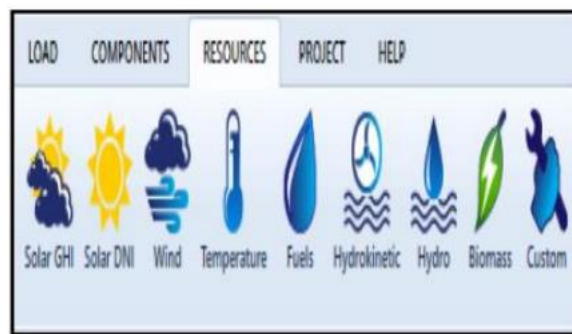 LOAD COMPONENTS RESOURCES PROJECT HELP
Solar GHI Solar DNI Wind Temperature Fuels Hydrokinetic Hydro Biomass Custom